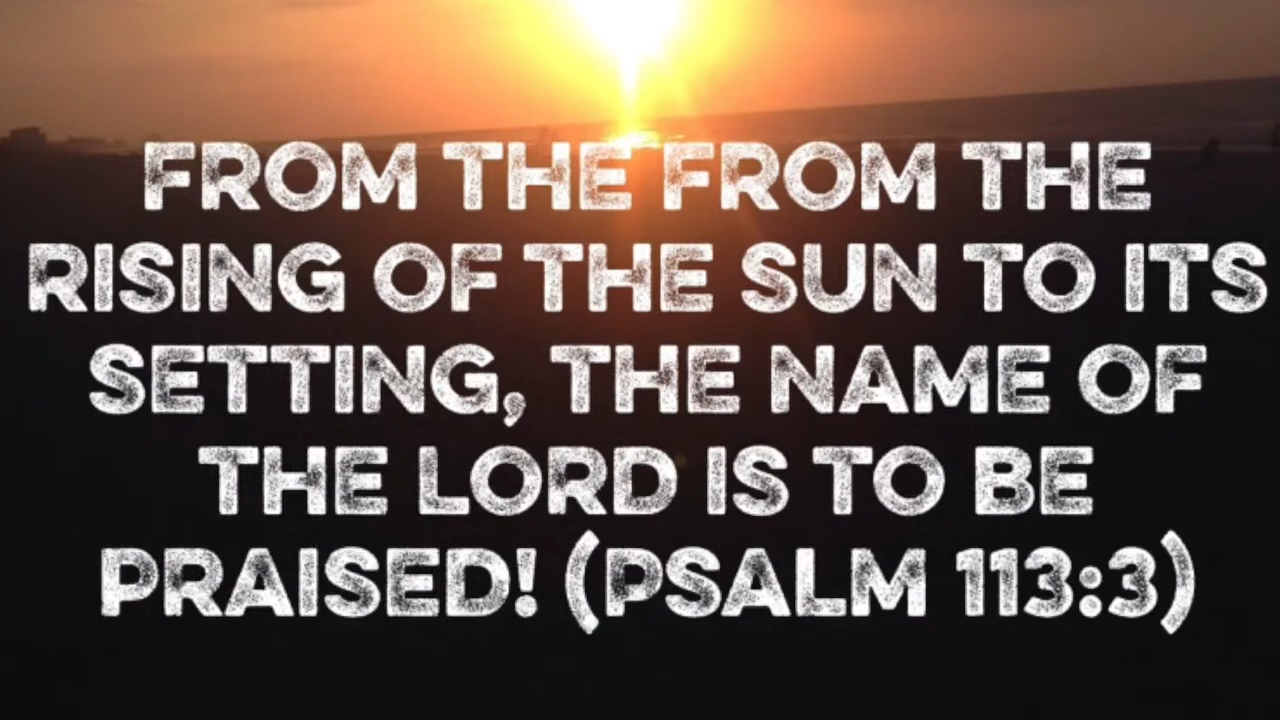 FROM THE FROM THE
RISING OF THE SUN TO ITS
SETTING, THE NAME OF
THE LORD IS TO BE
PRAISED! (PSALM 113:3)